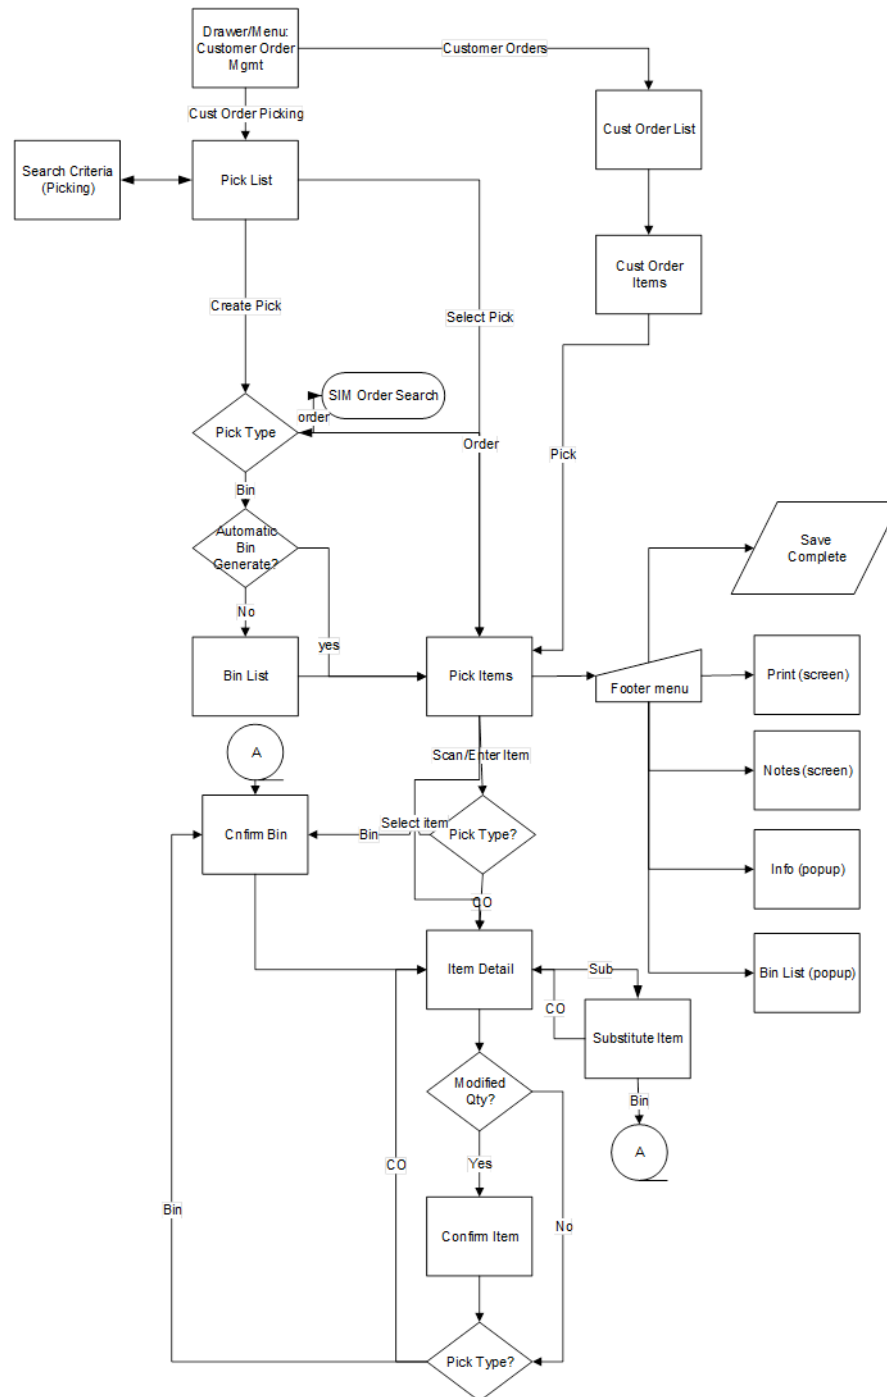 Drawer/Menu:
Customer Order
Mgmt
Customer Orders
Cust Order Picking
Cust Order List
Search Criteria
(Picking)
Pick List
Cust Order
Items
Create Pick
Select Pick
SIM Order Search
order
Pick Type
Order
Pick
Bin
Automatic
Bin
Generate?
Save
Complete
No
yes
Bin List
Pick Items
Footer menu
Print (screen)
A
Scan/Enter Item
Notes (screen)
Cnfirm Bin
Bin
Select item
Pick Type?
Info (popup)
CO
Item Detail
Sub
Bin List (popup)
CO
Substitute Item
Modified
Qty?
Bin
A
CO
Yes
Bin
No
Confirm Item
Pick Type?